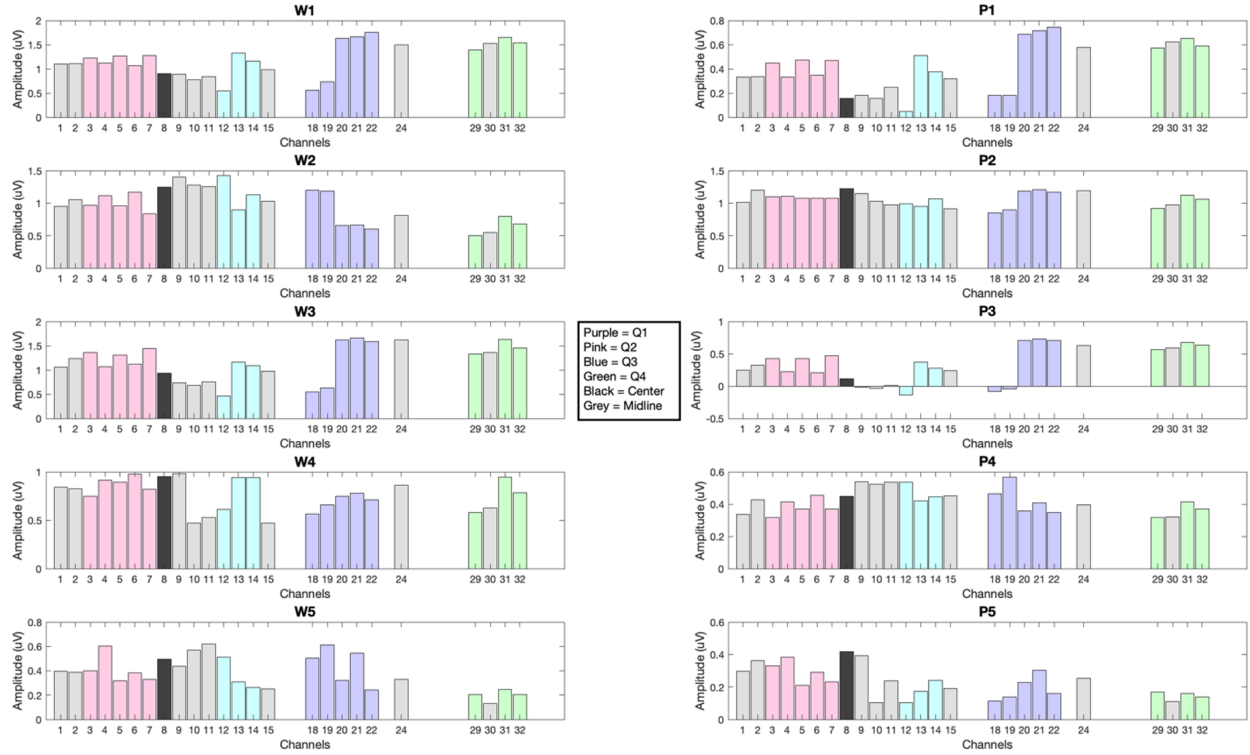 W1
Amplitude (uV)
2
1.5
1
0.5
0
1 2 3 4 5 6 7 8 9 10 11 12 13 14 15 18 19 20 21 22 24 29 30 31 32
Channels
P1
Amplitude (uV)
0.8
0.6
0.4
0.2
0
1 2 3 4 5 6 7 8 9 10 11 12 13 14 15 18 19 20 21 22 24 29 30 31 32
Channels
W2
Amplitude (uV)
1.5
1
0.5
0
1 2 3 4 5 6 7 8 9 10 11 12 13 14 15 18 19 20 21 22 24 29 30 31 32
Channels
P2
Amplitude (uV)
1.5
1
0.5
0
1 2 3 4 5 6 7 8 9 10 11 12 13 14 15 18 19 20 21 22 24 29 30 31 32
Channels
W3
Amplitude (uV)
2
1.5
1
0.5
0
1 2 3 4 5 6 7 8 9 10 11 12 13 14 15 18 19 20 21 22 24 29 30 31 32
Channels
Purple = Q1
Pink = Q2
Blue = Q3
Green = Q4
Black = Center
Grey = Midline
P3
Amplitude (uV)
1
0.5
0
-0.5
1 2 3 4 5 6 7 8 9 10 11 12 13 14 15 18 19 20 21 22 24 29 30 31 32
Channels
W4
Amplitude (uV)
1
0.5
0
1 2 3 4 5 6 7 8 9 10 11 12 13 14 15 18 19 20 21 22 24 29 30 31 32
Channels
P4
Amplitude (uV)
0.6
0.4
0.2
0
1 2 3 4 5 6 7 8 9 10 11 12 13 14 15 18 19 20 21 22 24 29 30 31 32
Channels
W5
Amplitude (uV)
0.8
0.6
0.4
0.2
0
1 2 3 4 5 6 7 8 9 10 11 12 13 14 15 18 19 20 21 22 24 29 30 31 32
Channels
P5
Amplitude (uV)
0.6
0.4
0.2
0
1 2 3 4 5 6 7 8 9 10 11 12 13 14 15 18 19 20 21 22 24 29 30 31 32
Channels